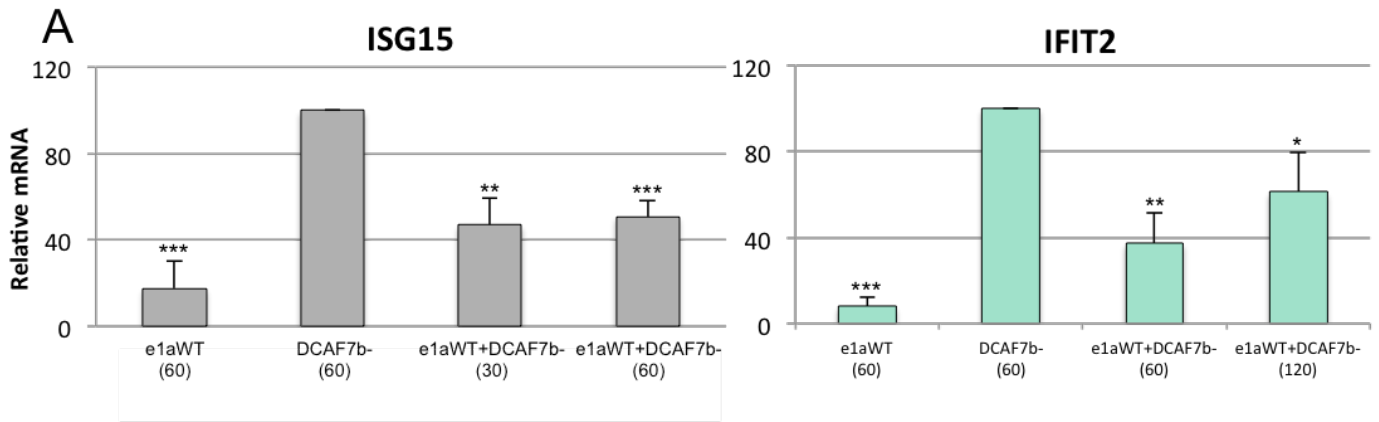 A
ISG15
120
80
40
0
Relative mRNA
***
**
***
e1aWT
(60)
DCAF7b-
(60)
e1aWT+DCAF7b-
(30)
e1aWT+DCAF7b-
(60)
IFIT2
120
80
40
0
***
**
*
e1aWT
(60)
DCAF7b-
(60)
e1aWT+DCAF7b-
(60)
e1aWT+DCAF7b-
(120)